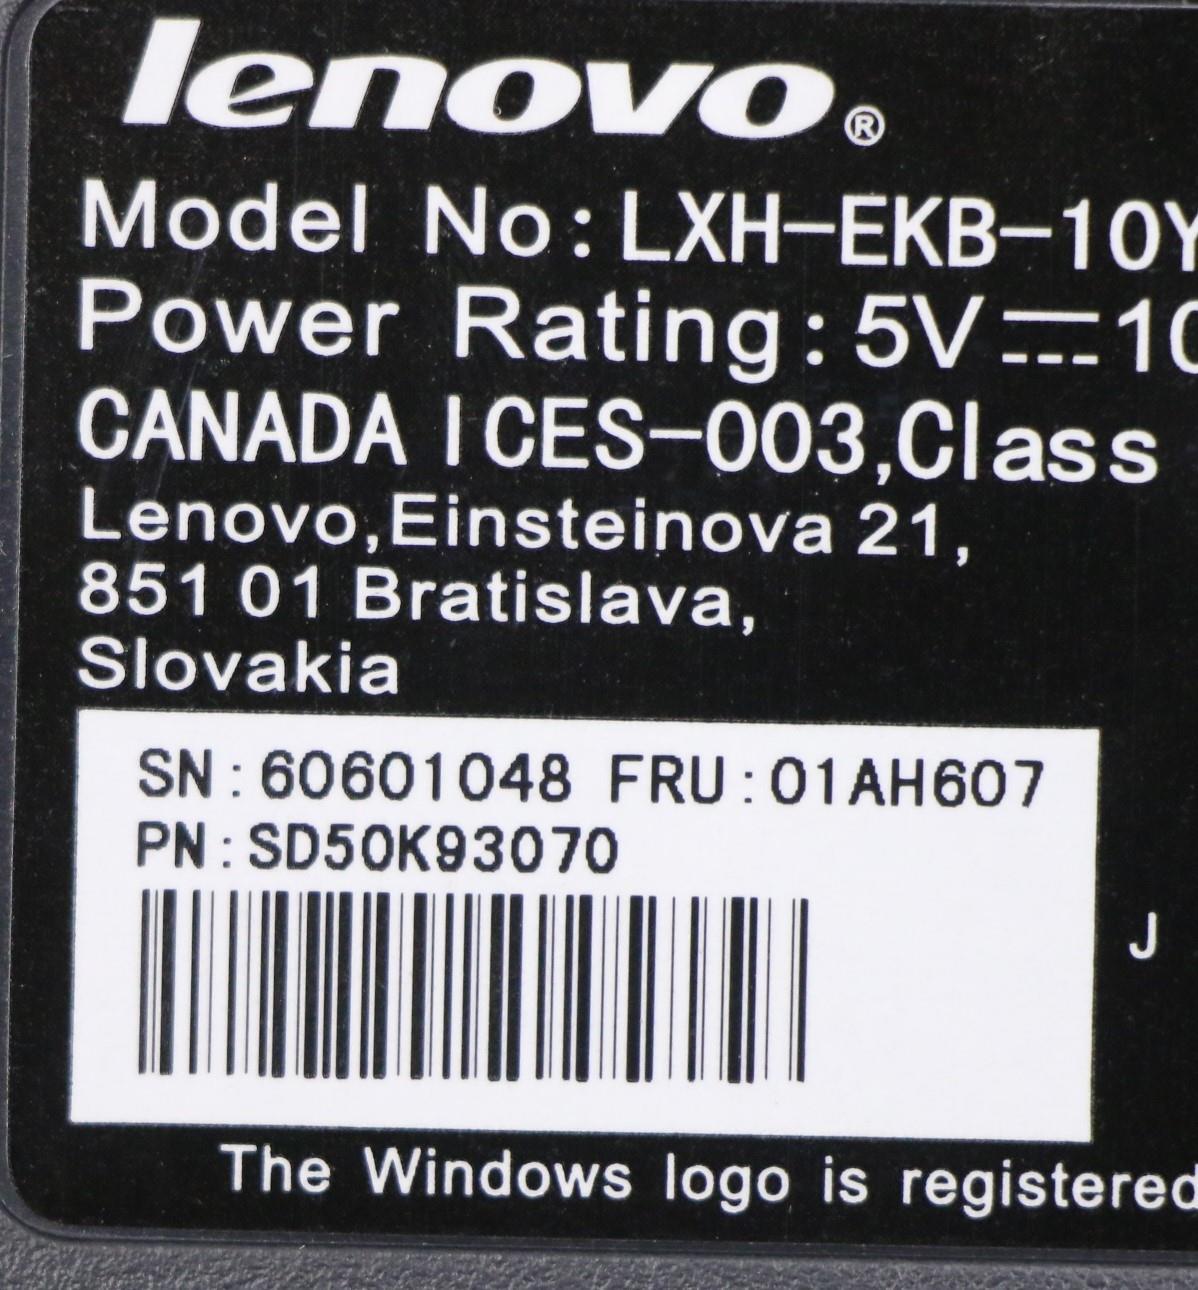 lenovo®
Model No: LXH-EKB-10Y
Power Rating: 5V⎓10
CANADA ICES-003,Class
Lenovo,Einsteinova 21,
851 01 Bratislava,
Slovakia
SN:60601048 FRU:01AH607
PN:SD50K93070
J
The Windows logo is registered